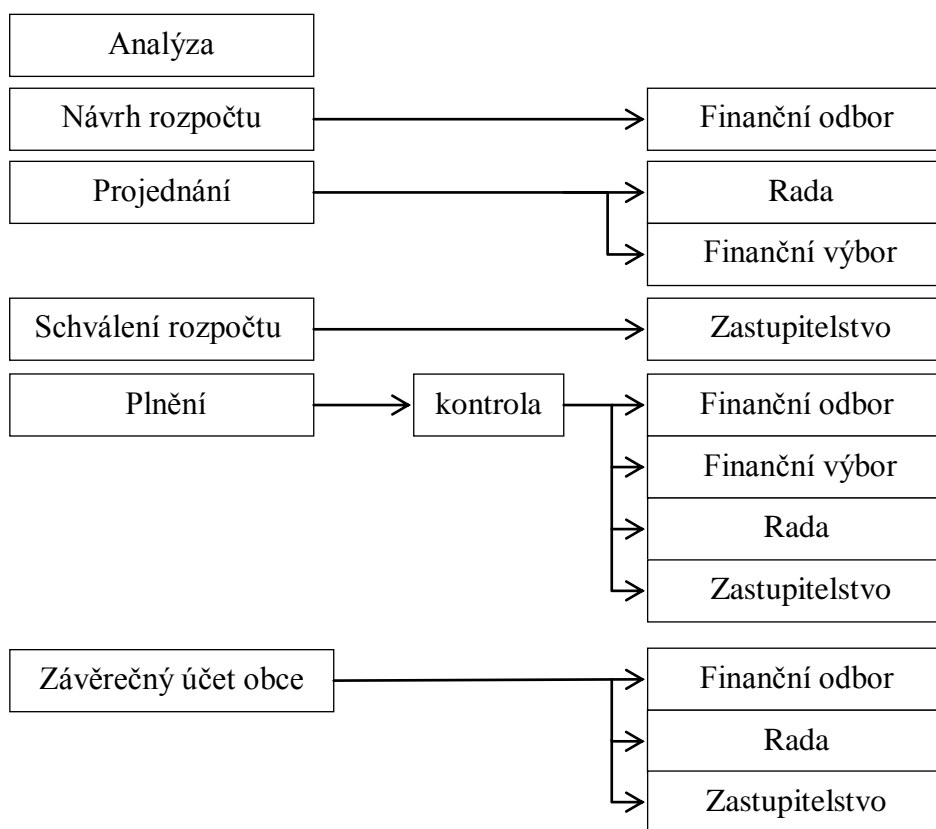 Analýza
Návrh rozpočtu
Finanční odbor
Projednání
Rada
Finanční výbor
Schválení rozpočtu
Zastupitelstvo
Plnění
kontrola
Finanční odbor
Finanční výbor
Rada
Zastupitelstvo
Závěrečný účet obce
Finanční odbor
Rada
Zastupitelstvo